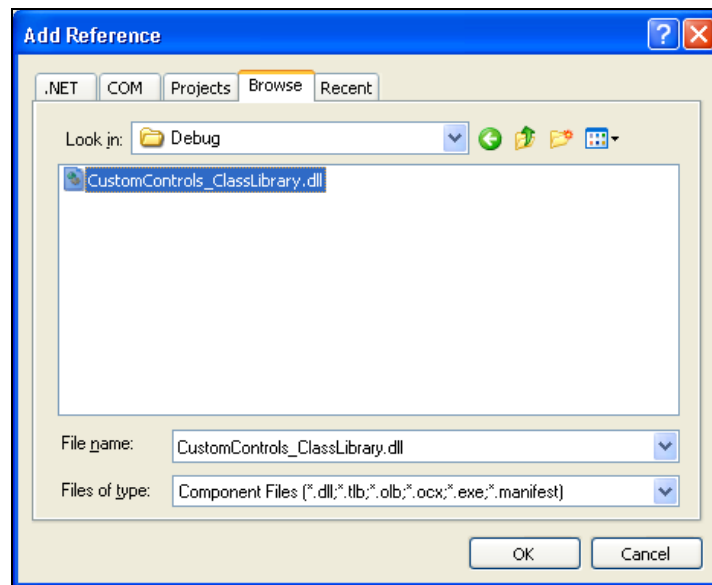 Add Reference
.NET COM Projects Browse Recent
Look in: Debug
CustomControls_ClassLibrary.dll
File name: CustomControls_ClassLibrary.dll
Files of type: Component Files (*.dll;*.tlb;*.olb;*.ocx;*.exe;*.manifest)
OK Cancel